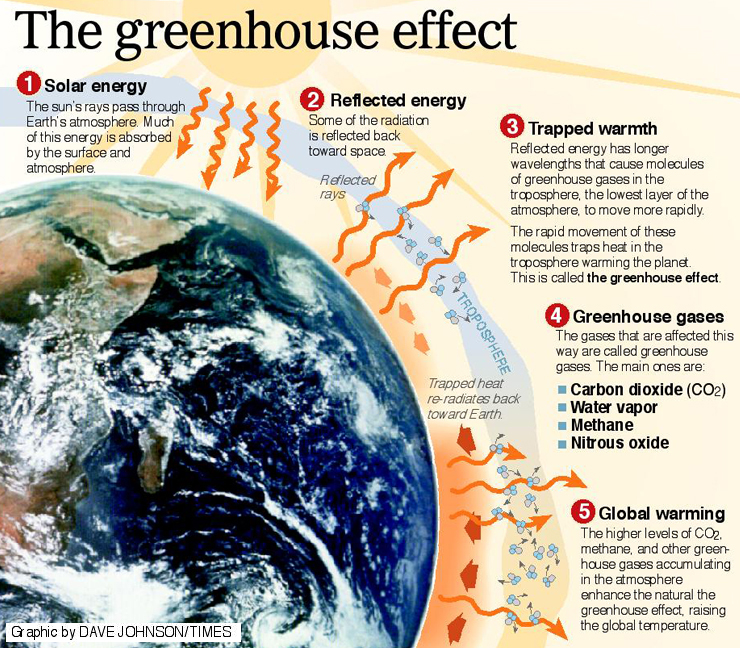 The greenhouse effect
1 Solar energy
The sun's rays pass through
Earth's atmosphere. Much
of this energy is absorbed
by the surface and
atmosphere.
2 Reflected energy
Some of the radiation
is reflected back
toward space.
Reflected
rays
3 Trapped warmth
Reflected energy has longer
wavelengths that cause molecules
of greenhouse gases in the
troposphere, the lowest layer of the
atmosphere, to move more rapidly.
The rapid movement of these
molecules traps heat in the
troposphere warming the planet.
This is called the greenhouse effect.
TROPOSPHERE
4 Greenhouse gases
The gases that are affected this
way are called greenhouse
gases. The main ones are:
Carbon dioxide (CO2)
Water vapor
Methane
Nitrous oxide
Trapped heat
re-radiates back
toward Earth.
5 Global warming
The higher levels of CO2,
methane, and other green-
house gases accumulating
in the atmosphere
enhance the natural the
greenhouse effect, raising
the global temperature.
Graphic by DAVE JOHNSON/TIMES